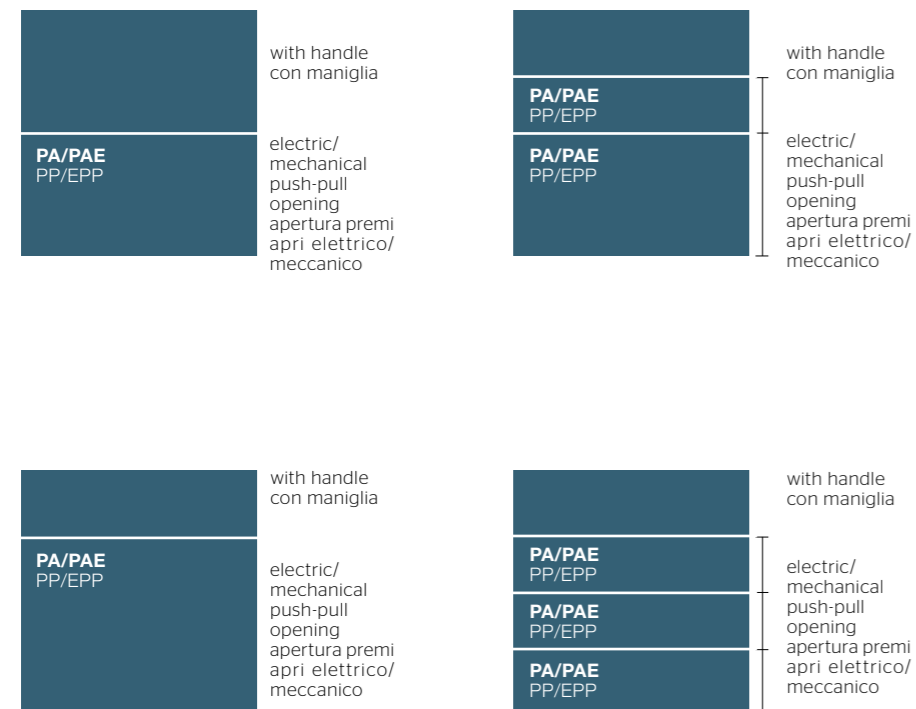 with handle
con maniglia
PA/PAE
PP/EPP
electric/
mechanical
push-pull
opening
apertura premi
apri elettrico/
meccanico
with handle
con maniglia
PA/PAE
PP/EPP
PA/PAE
PP/EPP
electric/
mechanical
push-pull
opening
apertura premi
apri elettrico/
meccanico
with handle
con maniglia
PA/PAE
PP/EPP
electric/
mechanical
push-pull
opening
apertura premi
apri elettrico/
meccanico
with handle
con maniglia
PA/PAE
PP/EPP
PA/PAE
PP/EPP
PA/PAE
PP/EPP
electric/
mechanical
push-pull
opening
apertura premi
apri elettrico/
meccanico